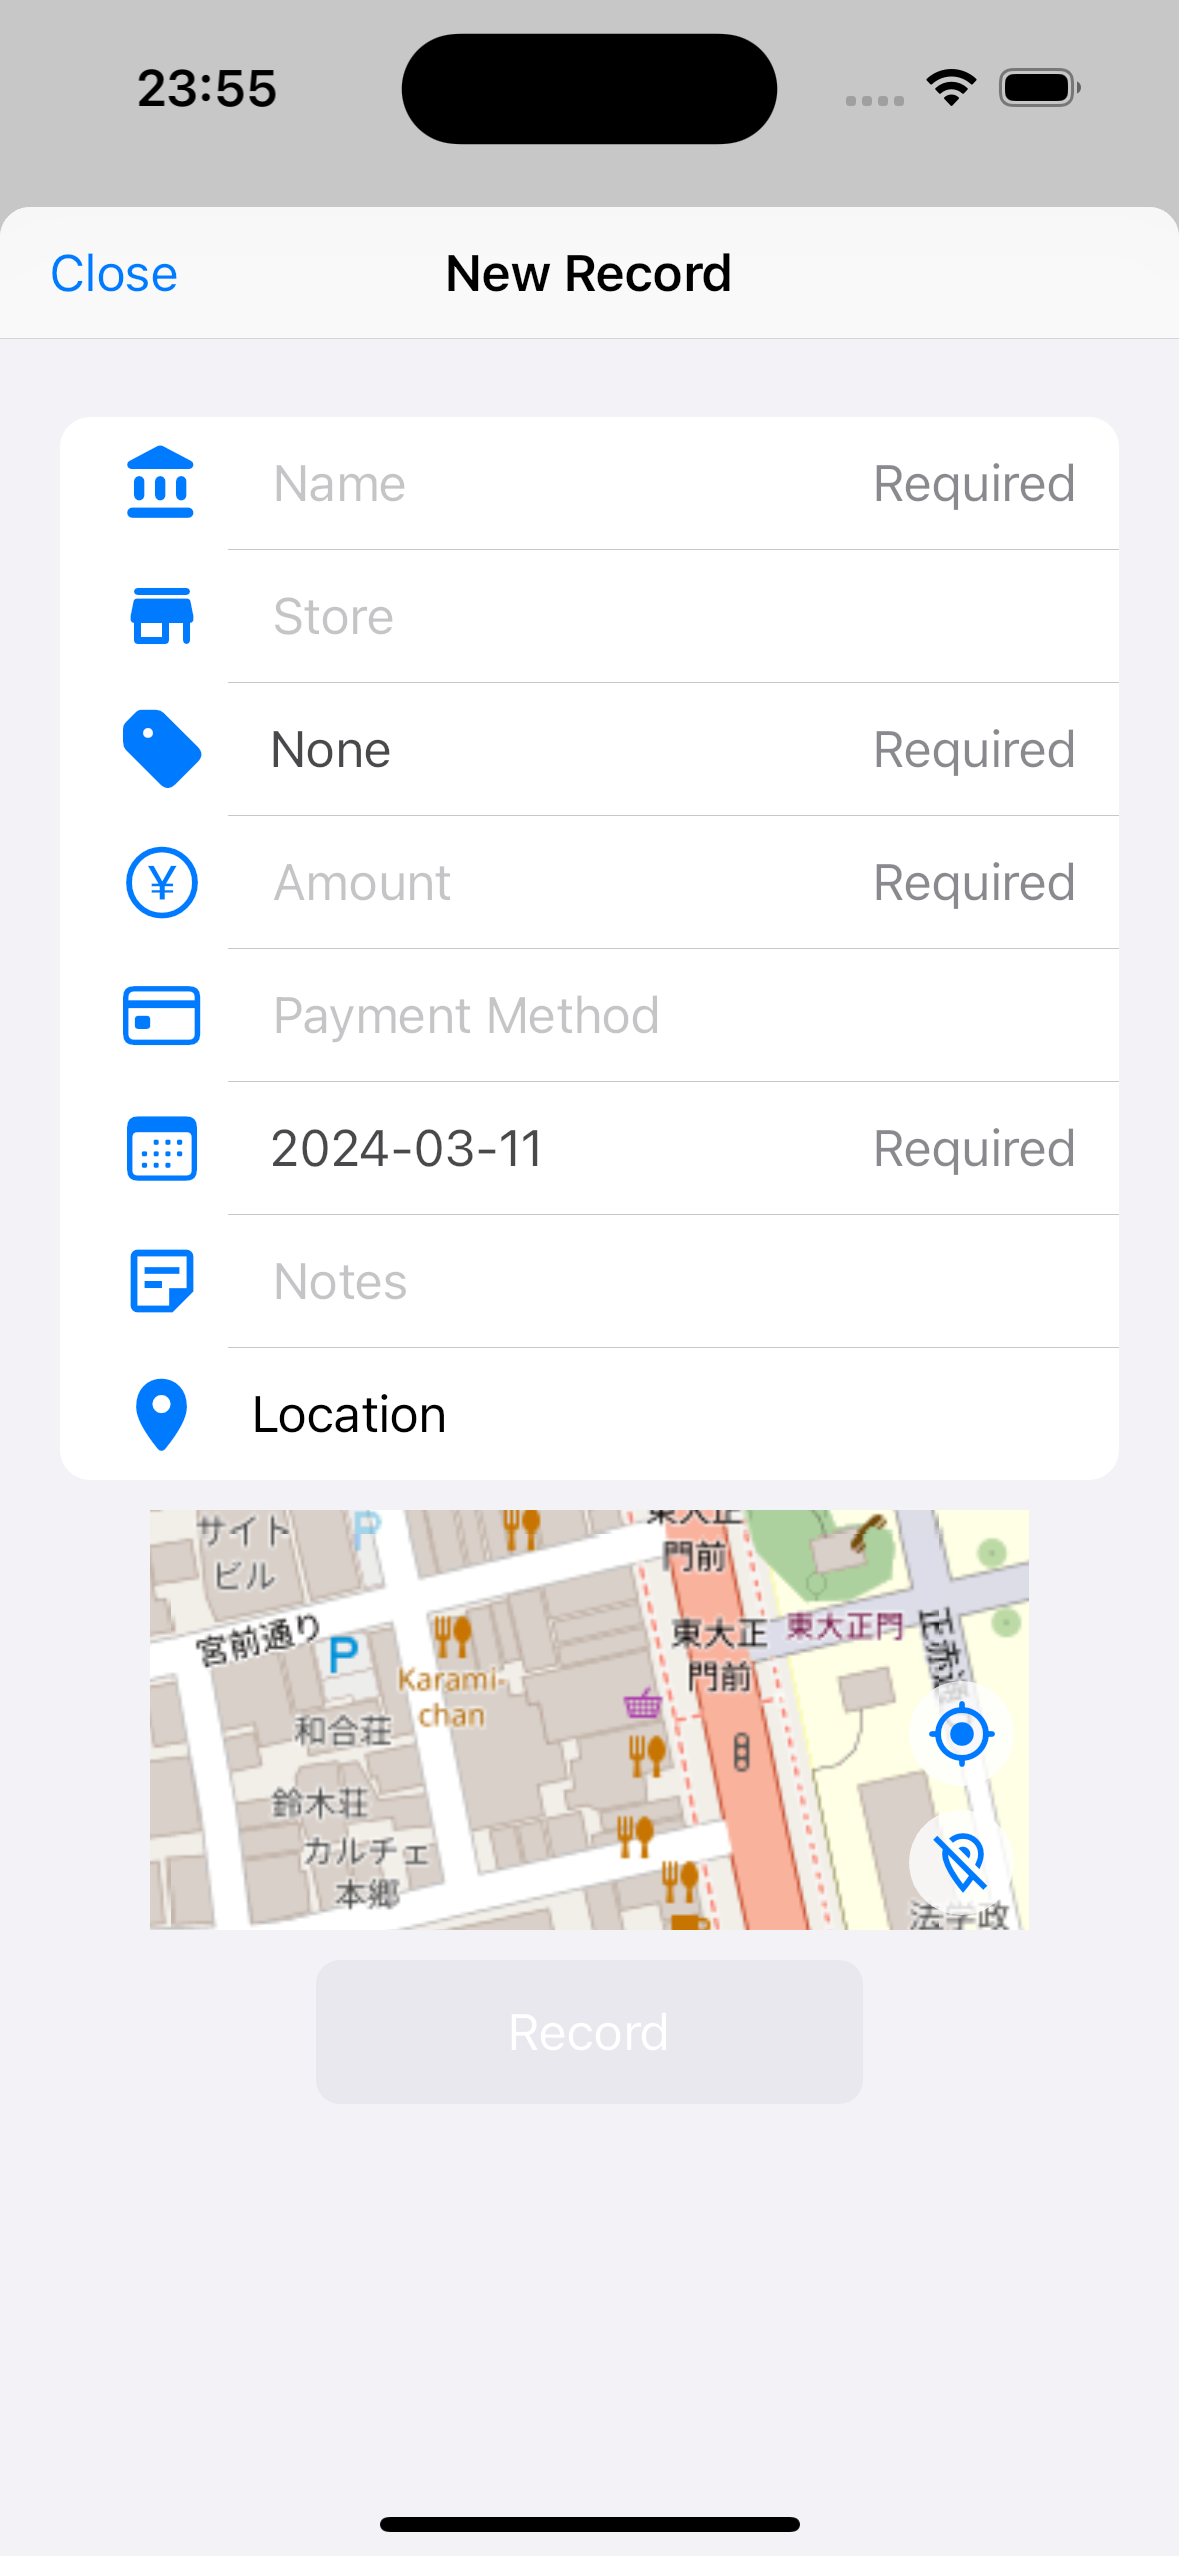 23:55
Close
New Record
Name
Required
Store
None
Required
¥
Amount
Required
Payment Method
2024-03-11
Required
Notes
Location
サイト
ビル
P
門前
宮前通り
P
Karami-
chan
東大正
門前
東大正門
和合荘
鈴木荘
カルチェ
本郷
法学政
Record